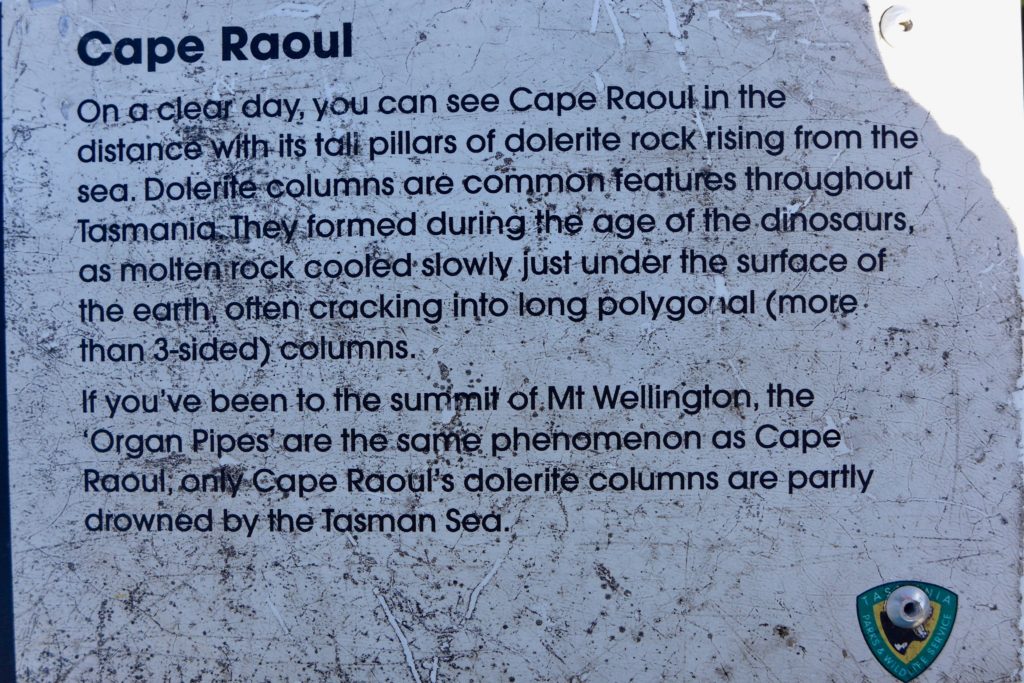 Cape Raoul
On a clear day, you can see Cape Raoul in the
distance with its tall pillars of dolerite rock rising from the
sea. Dolerite columns are common features throughout
Tasmania. They formed during the age of the dinosaurs,
as molten rock cooled slowly just under the surface of
the earth, often cracking into long polygonal (more
than 3-sided) columns.
If you've been to the summit of Mt Wellington, the
'Organ Pipes' are the same phenomenon as Cape
Raoul, only Cape Raoul's dolerite columns are partly
drowned by the Tasman Sea.
TASMANIA
PARKS & WILDLIFE SERVICE